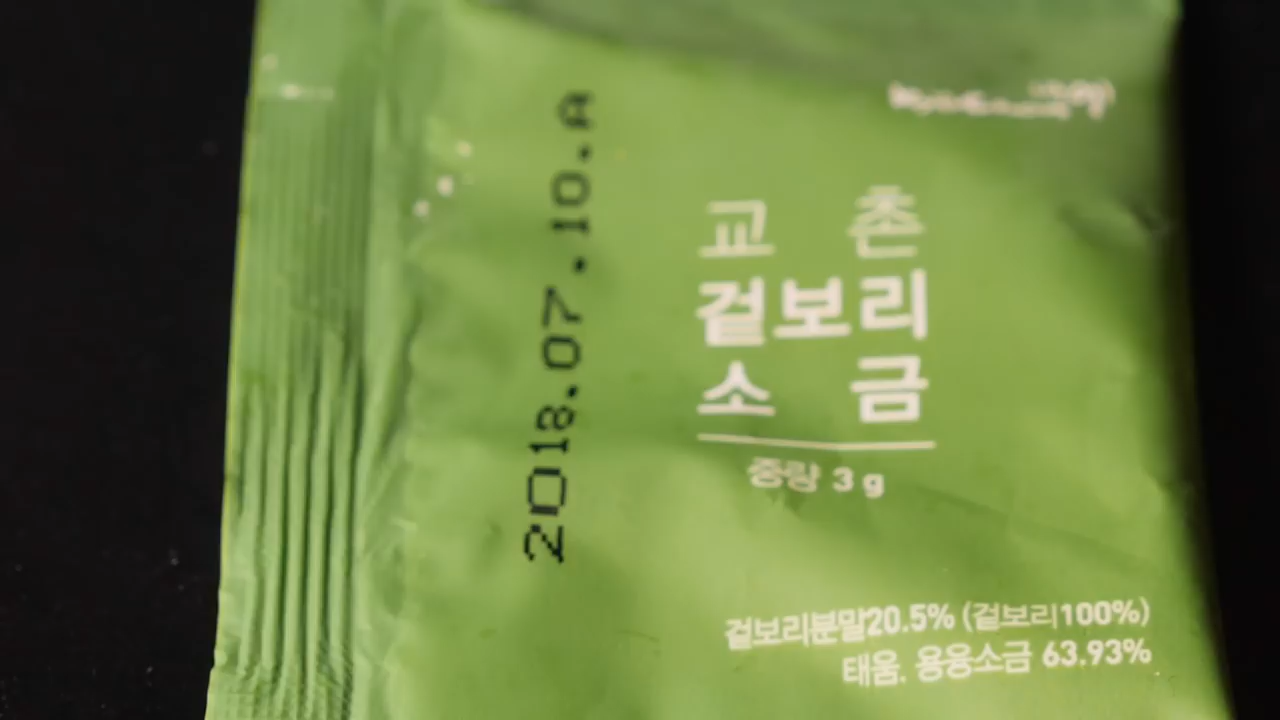 교 촌
겉보리
소 금
중량 3 g
겉보리분말20.5% (겉보리100%)
태움. 용융소금 63.93%
2018.07.10.A